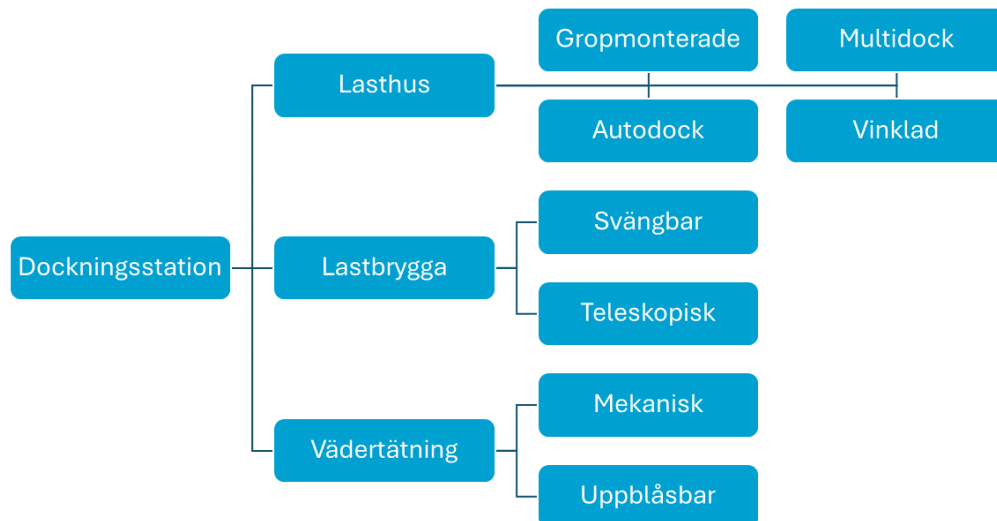 Gropmonterade
Multidock
Lasthus
Autodock
Vinklad
Svängbar
Dockningsstation
Lastbrygga
Teleskopisk
Mekanisk
Vädertätning
Uppblåsbar